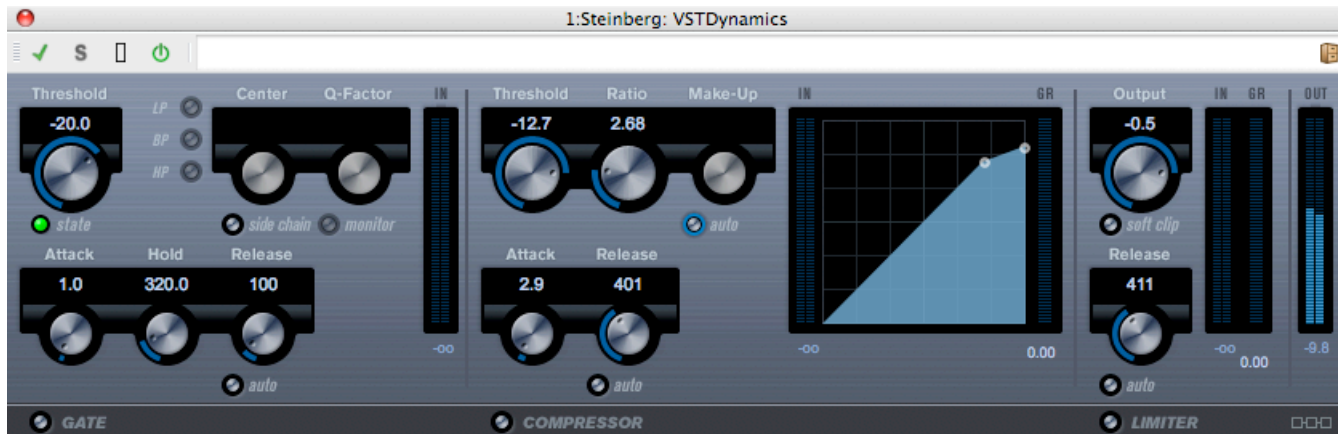 1:Steinberg: VSTDynamics
S
Threshold
-20.0
LP
BP
HP
Center Q-Factor
IN
state
side chain monitor
Attack Hold Release
1.0 320.0 100
auto
-oo
Threshold Ratio Make-Up
-12.7 2.68
auto
Attack Release
2.9 401
auto
IN GR
-oo 0.00
Output
-0.5
soft clip
Release
411
auto
IN GR
-oo 0.00
OUT
-9.8
GATE COMPRESSOR LIMITER